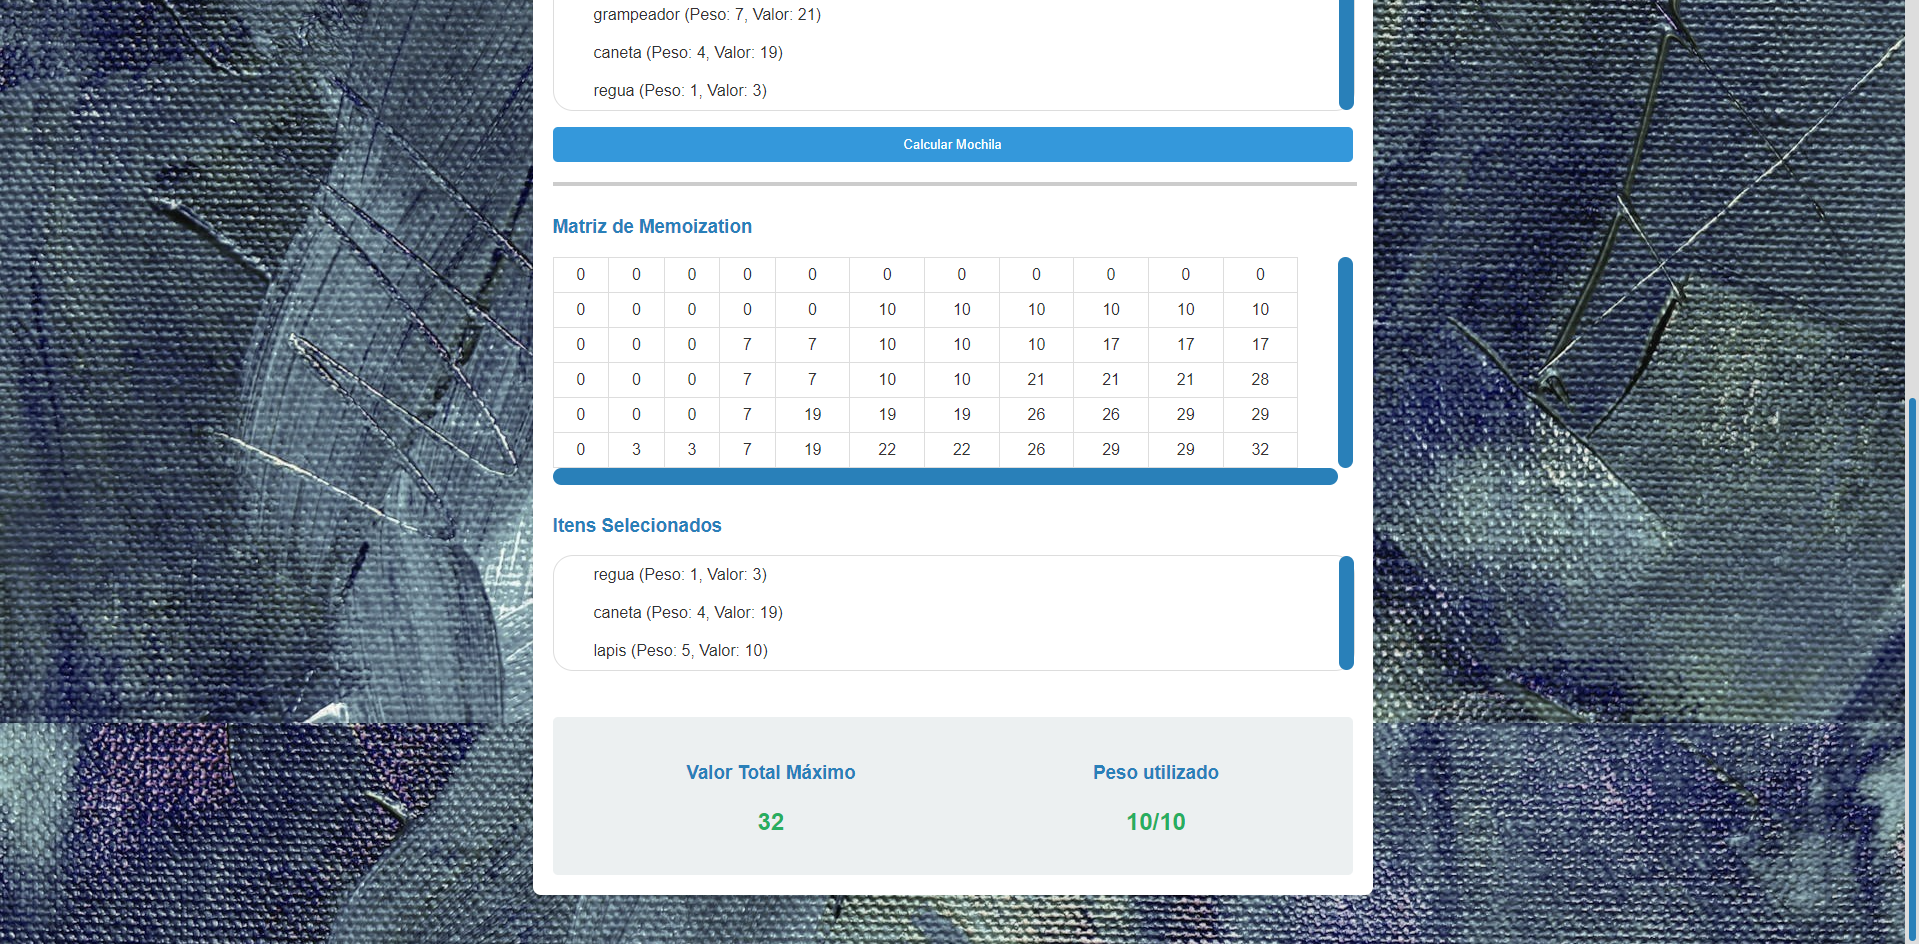 grampeador (Peso: 7, Valor: 21)
caneta (Peso: 4, Valor: 19)
regua (Peso: 1, Valor: 3)
Calcular Mochila
Matriz de Memoization
0 0 0 0 0 0 0 0 0 0 0
0 0 0 0 0 10 10 10 10 10 10
0 0 0 7 7 10 10 10 17 17 17
0 0 0 7 7 10 10 21 21 21 28
0 0 0 7 19 19 19 26 26 29 29
0 3 3 7 19 22 22 26 29 29 32
Itens Selecionados
regua (Peso: 1, Valor: 3)
caneta (Peso: 4, Valor: 19)
lapis (Peso: 5, Valor: 10)
Valor Total Máximo Peso utilizado
32 10/10